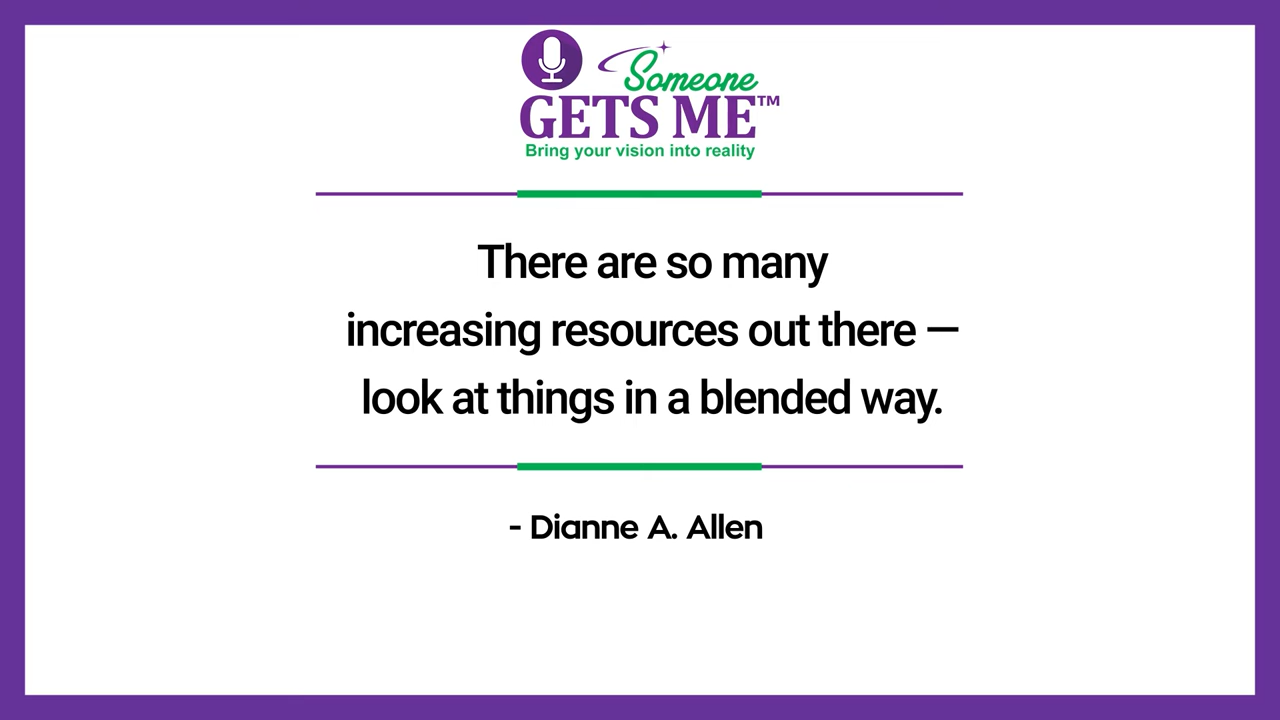 Someone
GETS ME™
Bring your vision into reality
There are so many
increasing resources out there —
look at things in a blended way.
- Dianne A. Allen